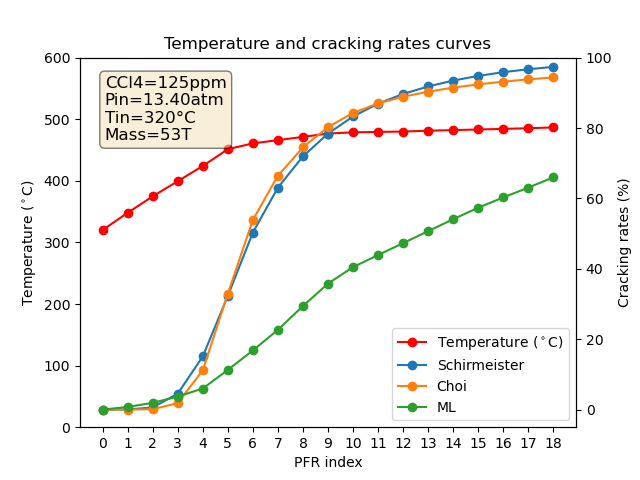 Temperature and cracking rates curves
CCl4=125ppm
Pin=13.40atm
Tin=320°C
Mass=53T
600
500
400
300
200
100
0
Temperature (°C)
100
80
60
40
20
0
Cracking rates (%)
Temperature (°C)
Schirmeister
Choi
ML
0 1 2 3 4 5 6 7 8 9 10 11 12 13 14 15 16 17 18
PFR index